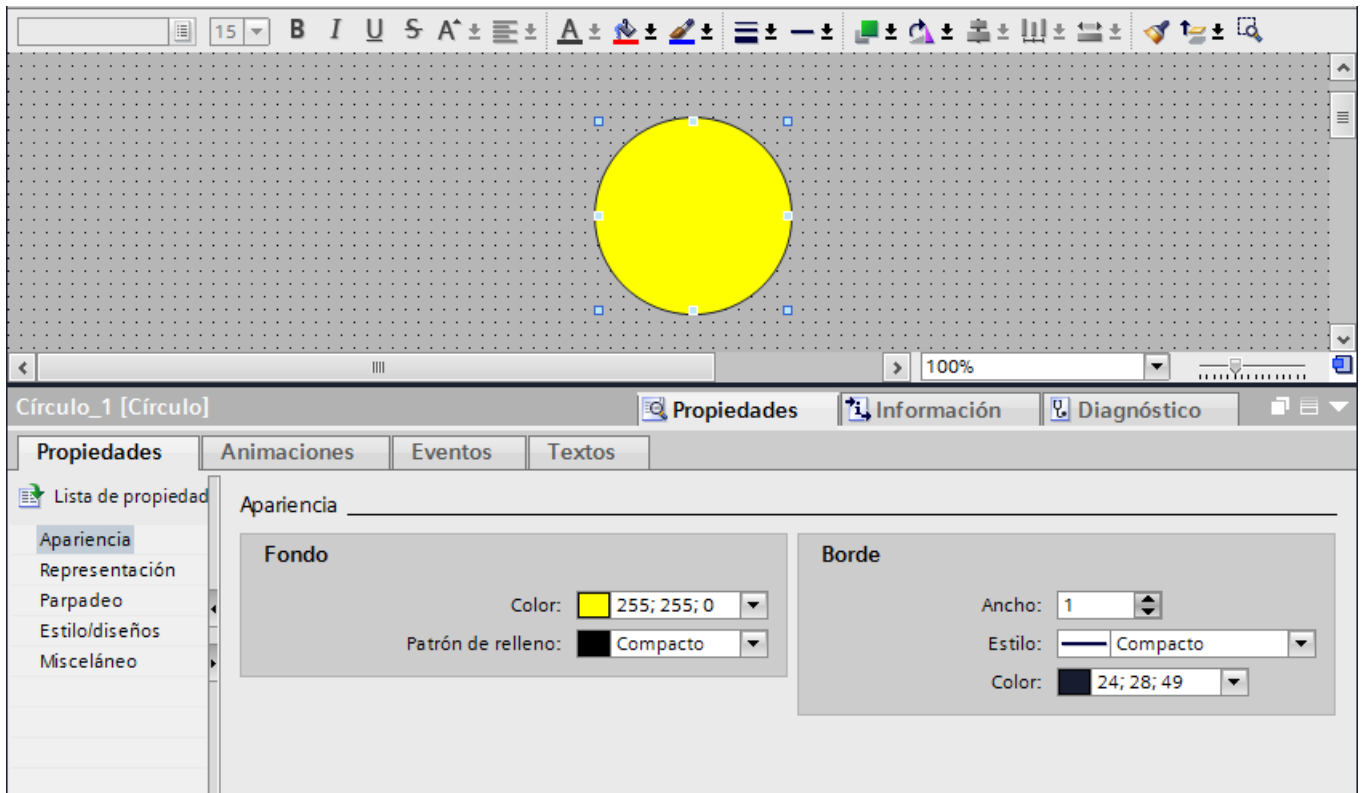 15 B I U S A A
100%
Círculo_1 [Círculo]
Propiedades Información Diagnóstico
Propiedades Animaciones Eventos Textos
Lista de propiedad
Apariencia
Apariencia
Representación
Parpadeo
Estilo/diseños
Misceláneo
Fondo
Color: 255; 255; 0
Patrón de relleno: Compacto
Borde
Ancho: 1
Estilo: Compacto
Color: 24; 28; 49